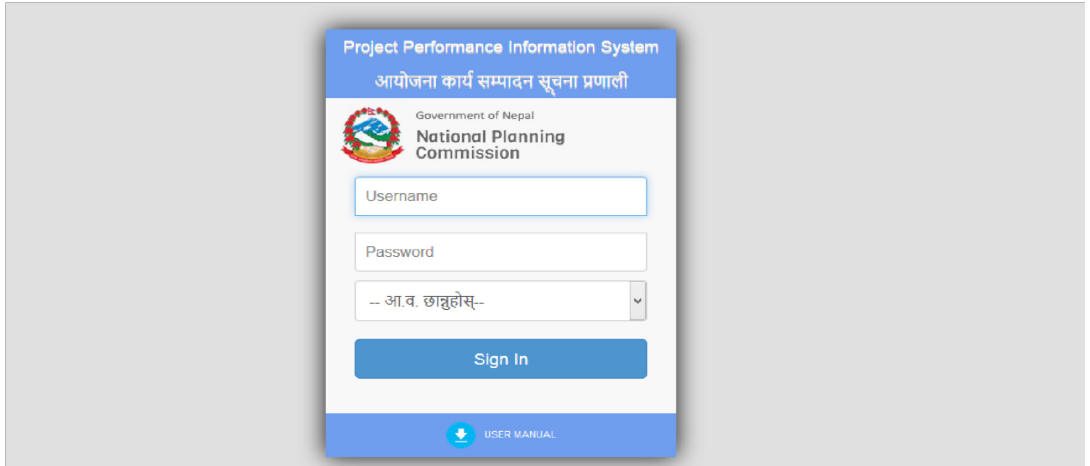 Project Performance Information System
आयोजना कार्य सम्पादन सूचना प्रणाली
Government of Nepal
National Planning
Commission
Username
Password
-- आ.व. छान्नुहोस्--
Sign In
USER MANUAL